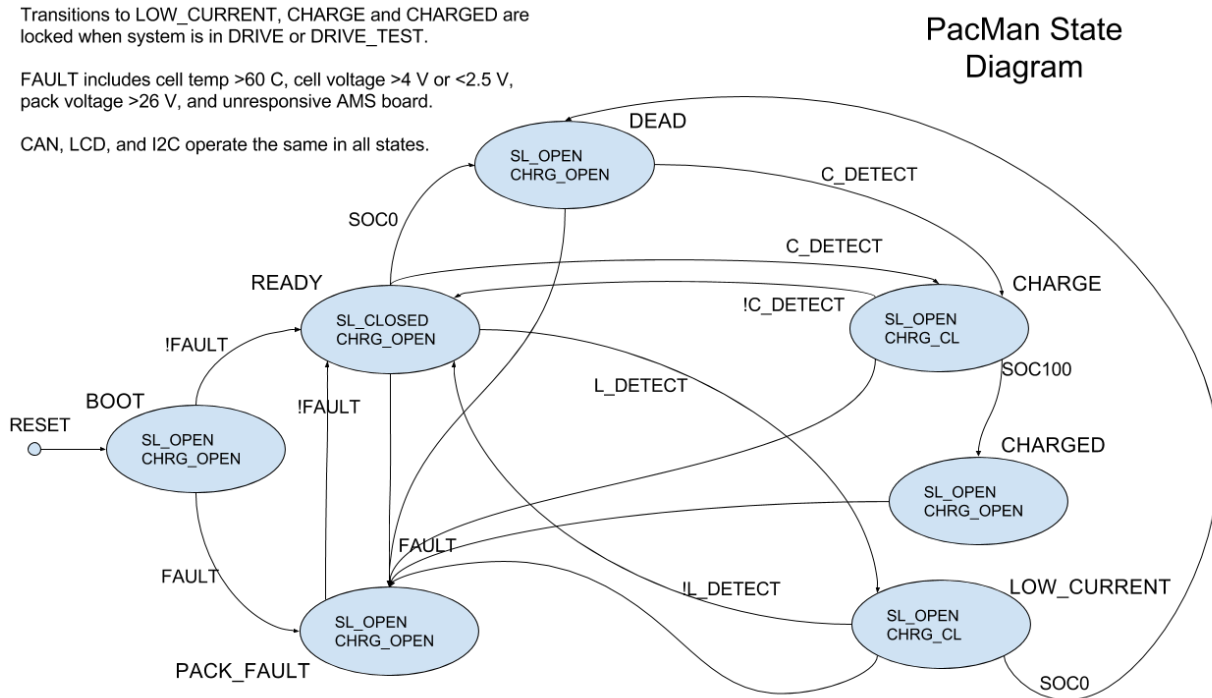 Transitions to LOW_CURRENT, CHARGE and CHARGED are
locked when system is in DRIVE or DRIVE_TEST.
FAULT includes cell temp >60 C, cell voltage >4 V or <2.5 V,
pack voltage >26 V, and unresponsive AMS board.
CAN, LCD, and I2C operate the same in all states.
PacMan State
Diagram
DEAD
SL_OPEN
CHRG_OPEN
C_DETECT
SOC0
C_DETECT
READY
CHARGE
!C_DETECT
SL_CLOSED
CHRG_OPEN
SL_OPEN
CHRG_CL
!FAULT
SOC100
L_DETECT
BOOT
!FAULT
RESET
SL_OPEN
CHRG_OPEN
CHARGED
SL_OPEN
CHRG_OPEN
FAULT
FAULT
!L_DETECT
LOW_CURRENT
SL_OPEN
CHRG_OPEN
SL_OPEN
CHRG_CL
PACK_FAULT
SOC0